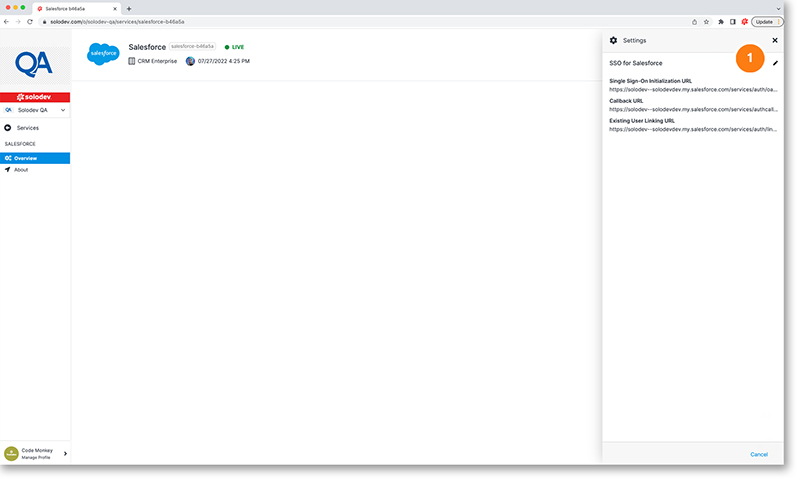 Salesforce-b46a5a
solodev.com/o/solodev-qa/services/salesforce-b46a5a
Update
QA
solodev
QA Solodev QA
Services
SALESFORCE
Overview
About
salesforce
Salesforce salesforce-b46a5a LIVE
CRM Enterprise 07/27/2022 4:25 PM
Settings
1
SSO for Salesforce
Single Sign-On Initialization URL
https://solodev--solodevdev.my.salesforce.com/services/auth/oa...
Callback URL
https://solodev--solodevdev.my.salesforce.com/services/authcall...
Existing User Linking URL
https://solodev--solodevdev.my.salesforce.com/services/auth/lin...
Code Monkey
Manage Profile
Cancel